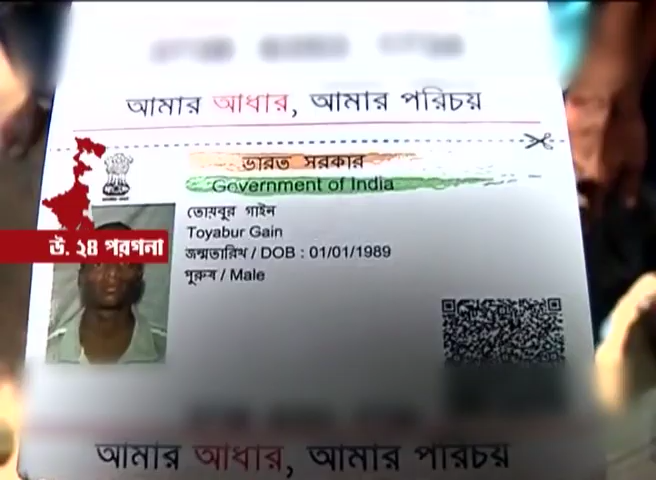 আমার আধার, আমার পরিচয়
ভারত সরকার
Government of India
উ. ২৪ পরগনা
তোয়বুর গাইন
Toyabur Gain
জন্মতারিখ / DOB : 01/01/1989
পুরুষ / Male
আমার আধার, আমার পরিচয়